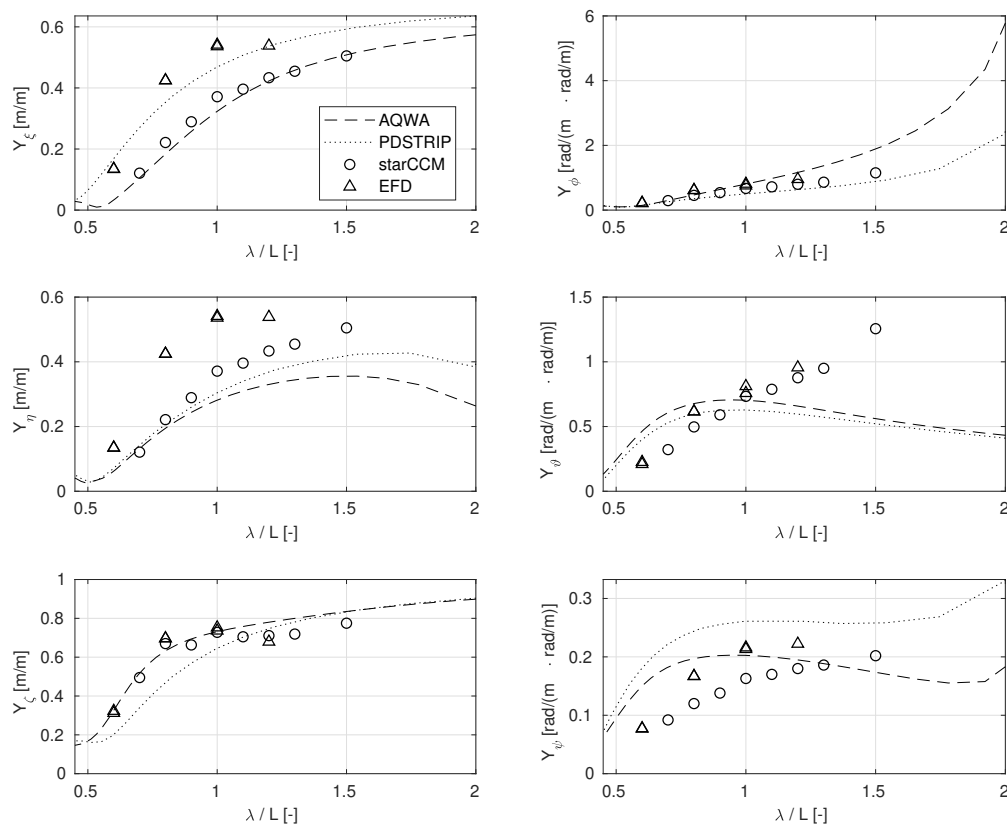 0.6
0.4
0.2
0
Y_ξ [m/m]
0.5 1 1.5 2
λ / L [-]
AQWA
PDSTRIP
starCCM
EFD
6
4
2
0
Y_ϕ [rad/(m · rad/m)]
0.5 1 1.5 2
λ / L [-]
0.6
0.4
0.2
0
Y_η [m/m]
0.5 1 1.5 2
λ / L [-]
1.5
1
0.5
0
Y_ϑ [rad/(m · rad/m)]
0.5 1 1.5 2
λ / L [-]
1
0.8
0.6
0.4
0.2
0
Y_ζ [m/m]
0.5 1 1.5 2
λ / L [-]
0.3
0.2
0.1
0
Y_ψ [rad/(m · rad/m)]
0.5 1 1.5 2
λ / L [-]